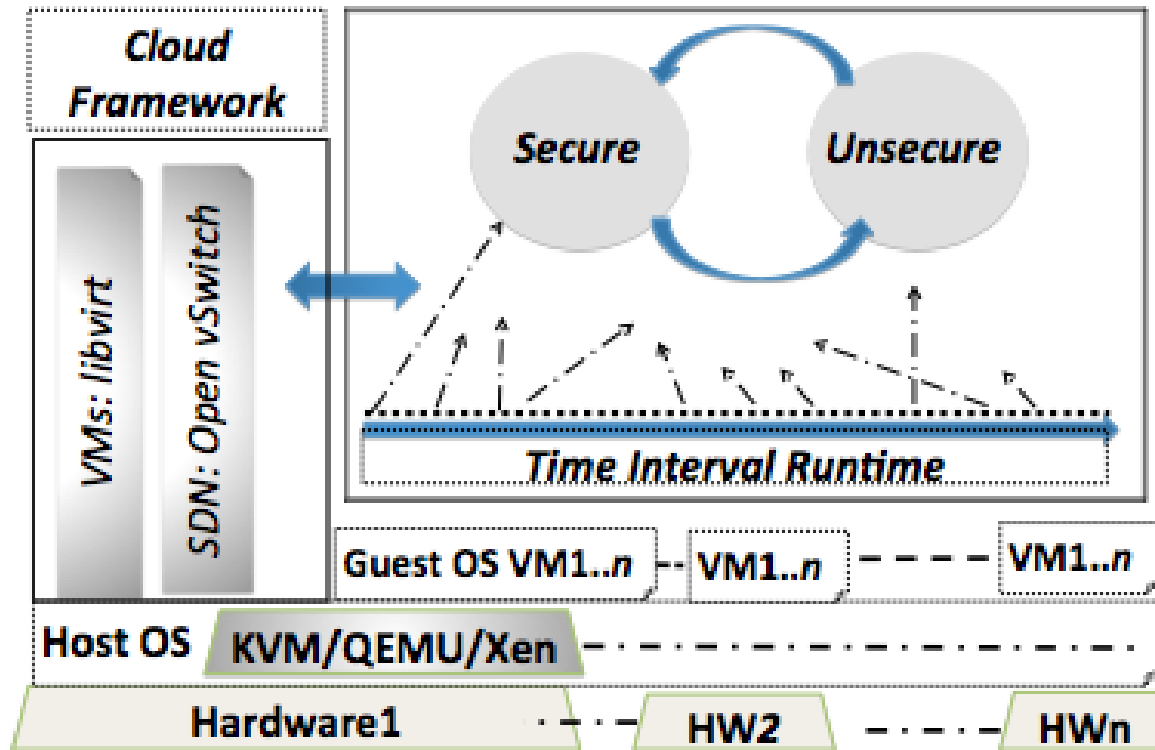 Cloud
Framework
Secure
Unsecure
VMs: libvirt
SDN: Open vSwitch
Time Interval Runtime
Guest OS VM1..n
VM1..n
VM1..n
Host OS
KVM/QEMU/Xen
Hardware1
HW2
HWn